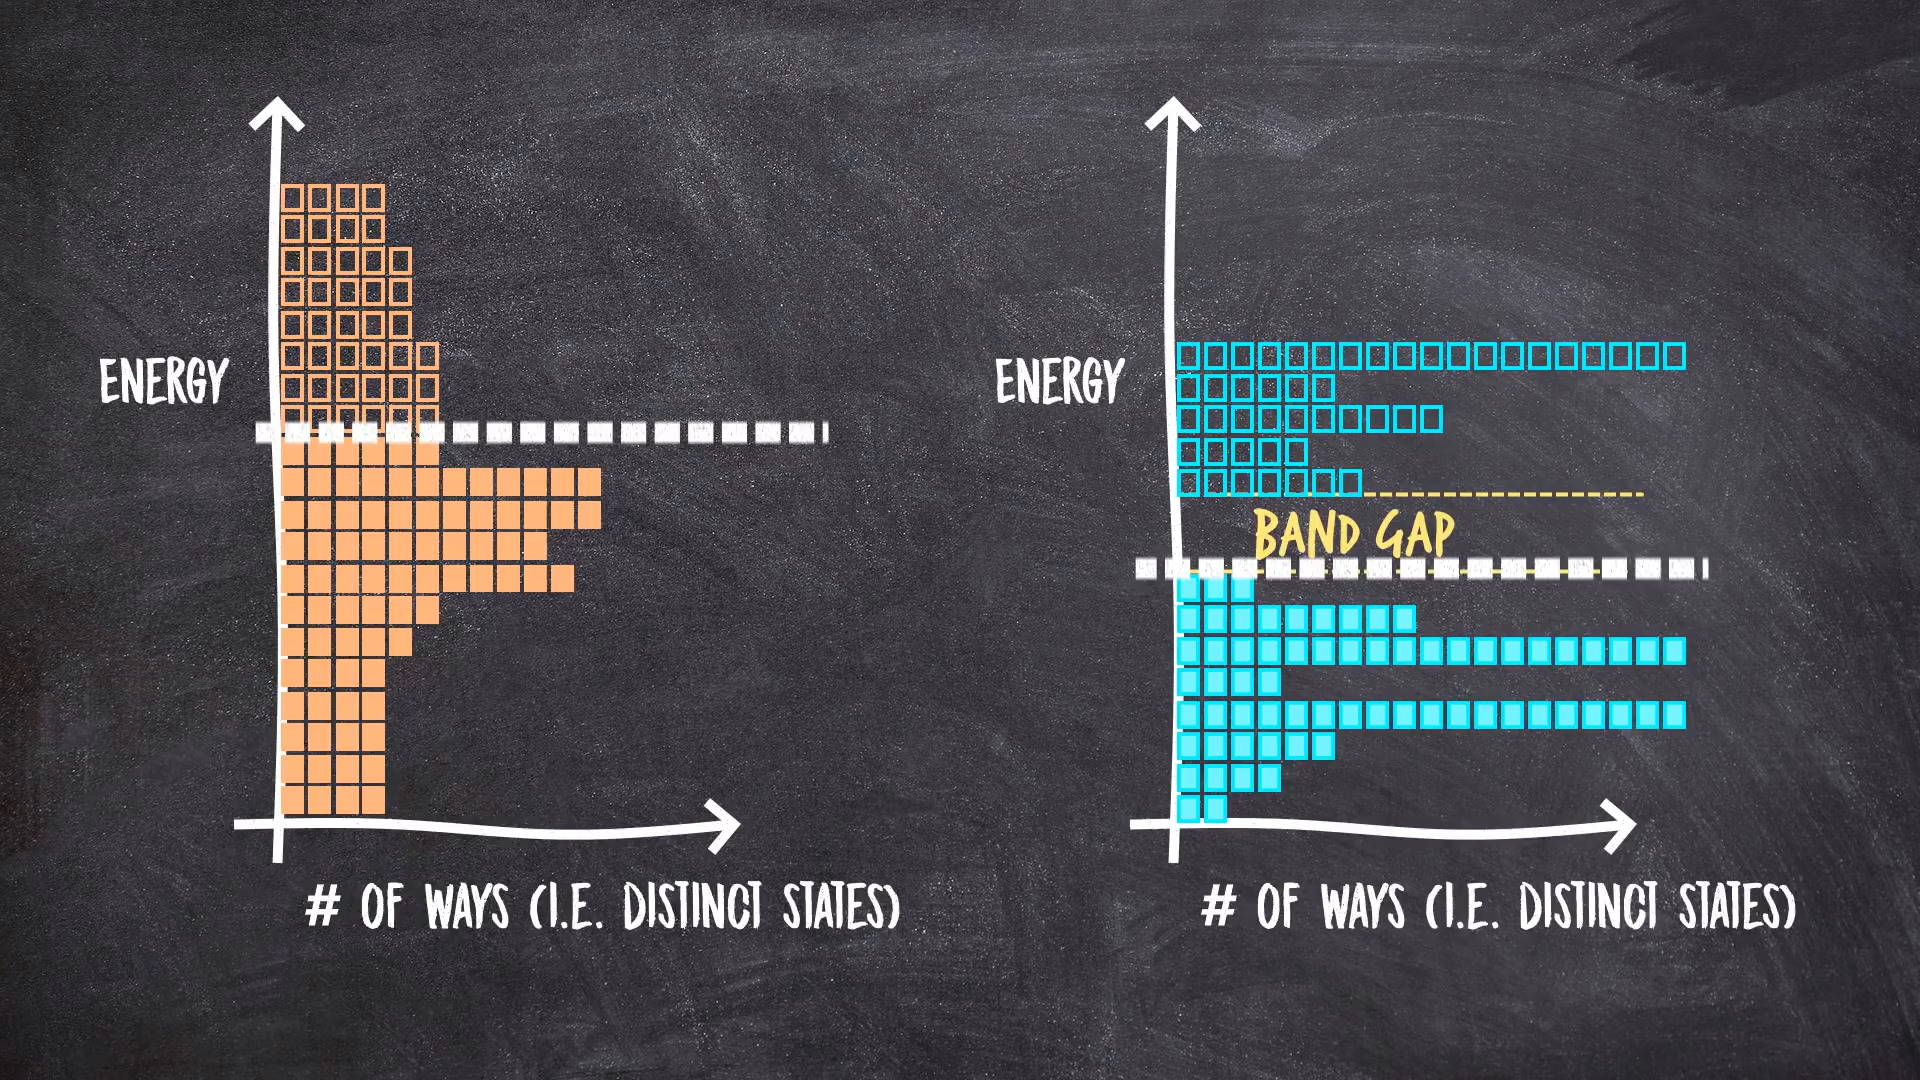 ENERGY
# OF WAYS (I.E. DISTINCT STATES)
ENERGY
BAND GAP
# OF WAYS (I.E. DISTINCT STATES)